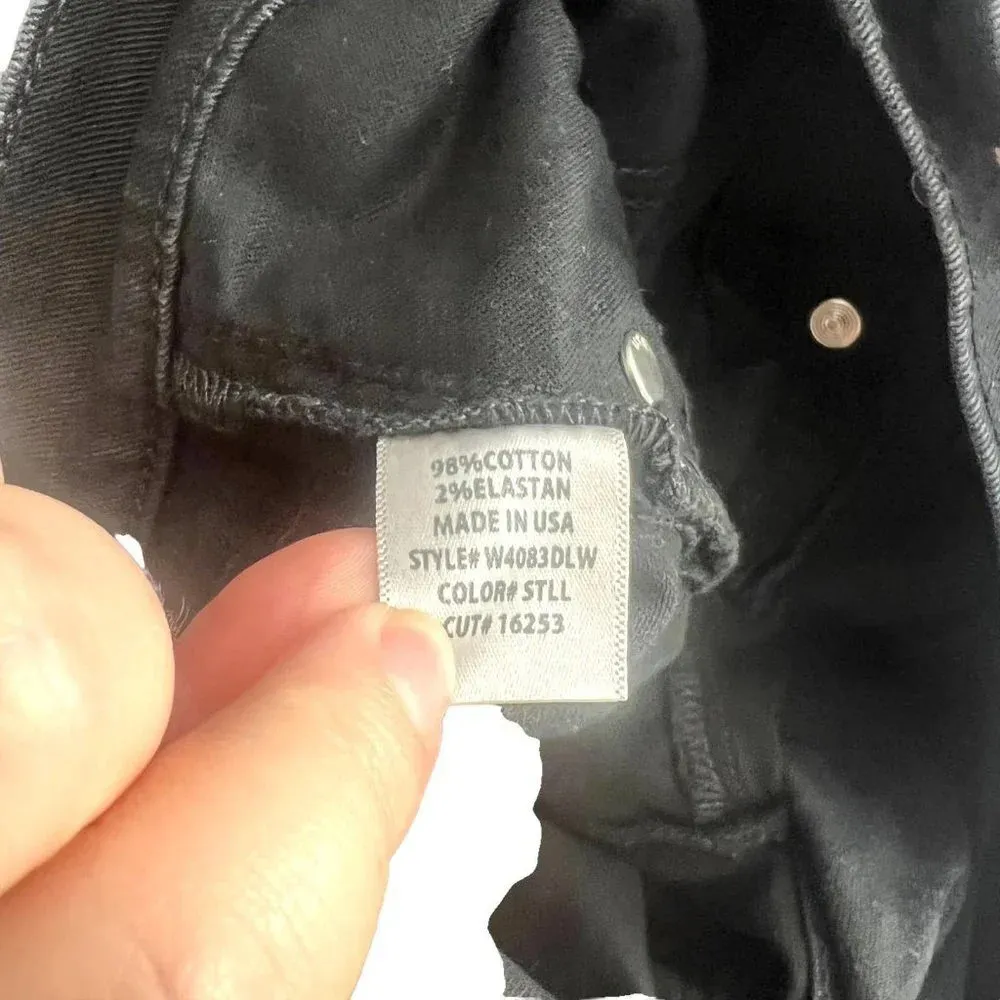 98%COTTON
2%ELASTAN
MADE IN USA
STYLE# W4083DLW
COLOR# STLL
CUT# 16253